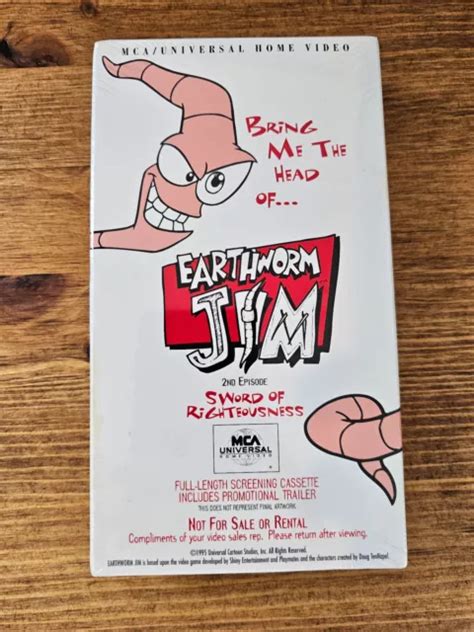 MCA/UNIVERSAL HOME VIDEO
BRING
ME THE
HEAD
OF...
EARTHWORM
JIM
2ND EPISODE
SWORD OF
RIGHTEOUSNESS
MCA
UNIVERSAL
HOME VIDEO
FULL-LENGTH SCREENING CASSETTE
INCLUDES PROMOTIONAL TRAILER
THIS DOES NOT REPRESENT FINAL ARTWORK
NOT FOR SALE OR RENTAL
Compliments of your video sales rep. Please return after viewing.
©1995 Universal Cartoon Studios, Inc. All Rights Reserved.
EARTHWORM JIM is based upon the video game developed by Shiny Entertainment and Playmates and the characters created by Doug TenNapel.